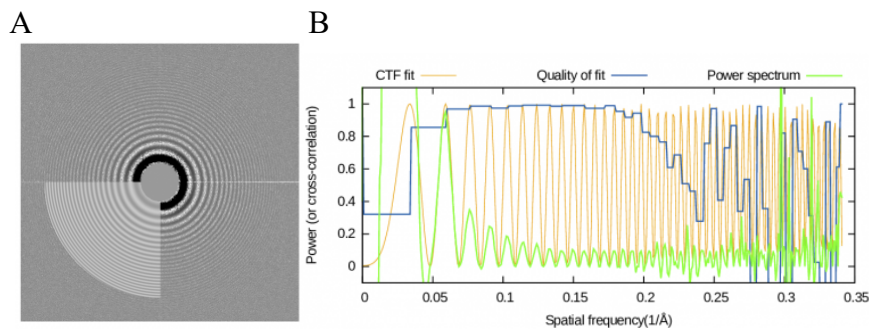 A
B
CTF fit Quality of fit Power spectrum
Power (or cross-correlation)
1
0.8
0.6
0.4
0.2
0
0 0.05 0.1 0.15 0.2 0.25 0.3 0.35
Spatial frequency(1/Å)